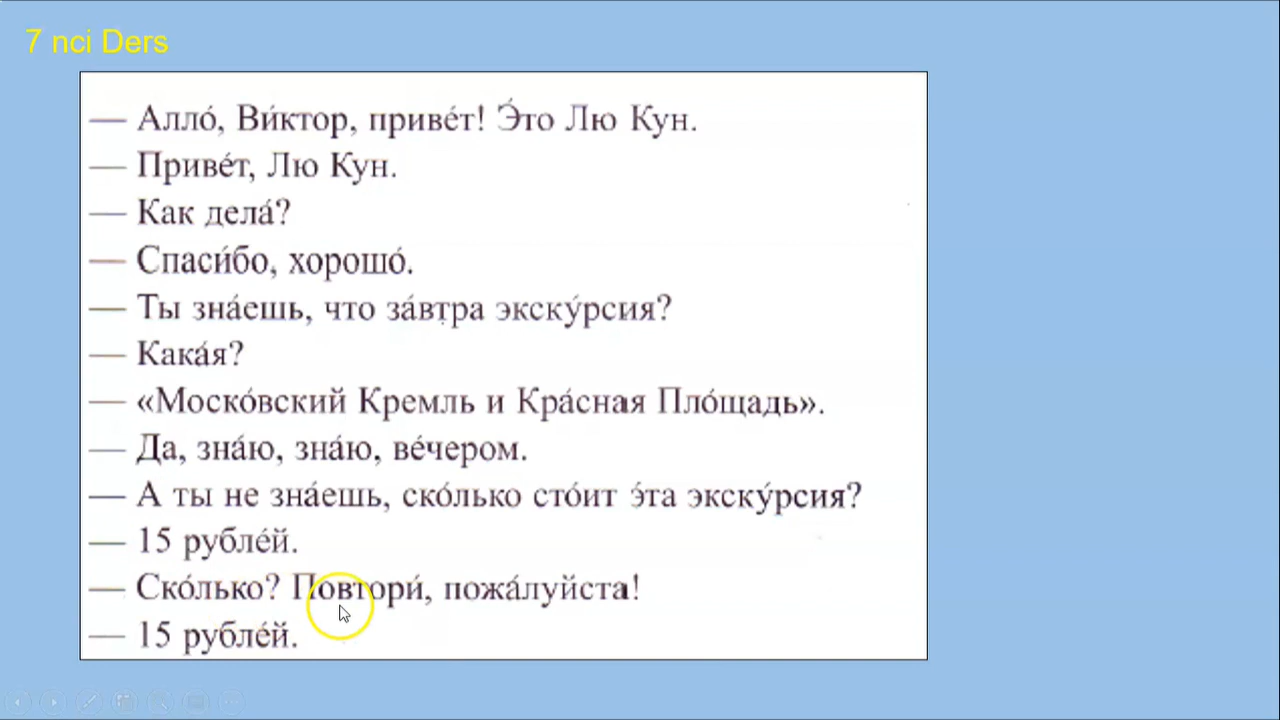 7 nci Ders
— Алло́, Ви́ктор, приве́т! Э́то Лю Кун.
— Приве́т, Лю Кун.
— Как дела́?
— Спаси́бо, хорошо́.
— Ты зна́ешь, что за́втра экску́рсия?
— Кака́я?
— «Моско́вский Кремль и Кра́сная Пло́щадь».
— Да, зна́ю, зна́ю, ве́чером.
— А ты не зна́ешь, ско́лько сто́ит э́та экску́рсия?
— 15 рубле́й.
— Ско́лько? Повтори́, пожа́луйста!
— 15 рубле́й.